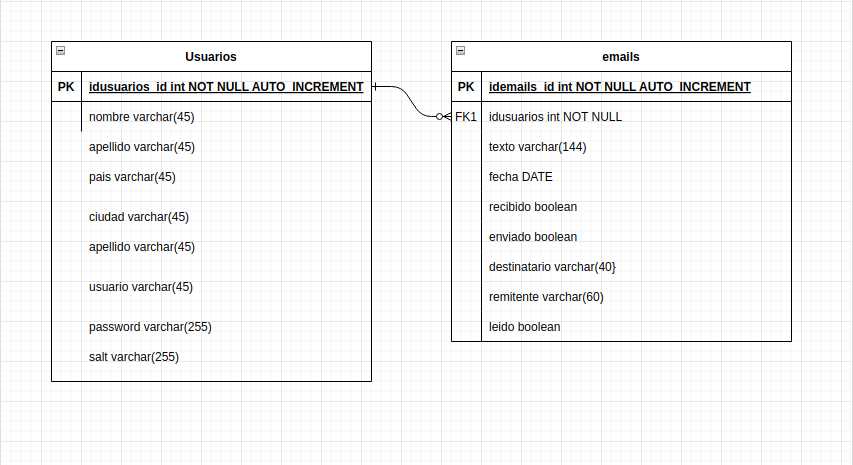 Usuarios
PK idusuarios_id int NOT NULL AUTO_INCREMENT
nombre varchar(45)
apellido varchar(45)
pais varchar(45)
ciudad varchar(45)
apellido varchar(45)
usuario varchar(45)
password varchar(255)
salt varchar(255)
emails
PK idemails_id int NOT NULL AUTO_INCREMENT
FK1 idusuarios int NOT NULL
texto varchar(144)
fecha DATE
recibido boolean
enviado boolean
destinatario varchar(40}
remitente varchar(60)
leido boolean